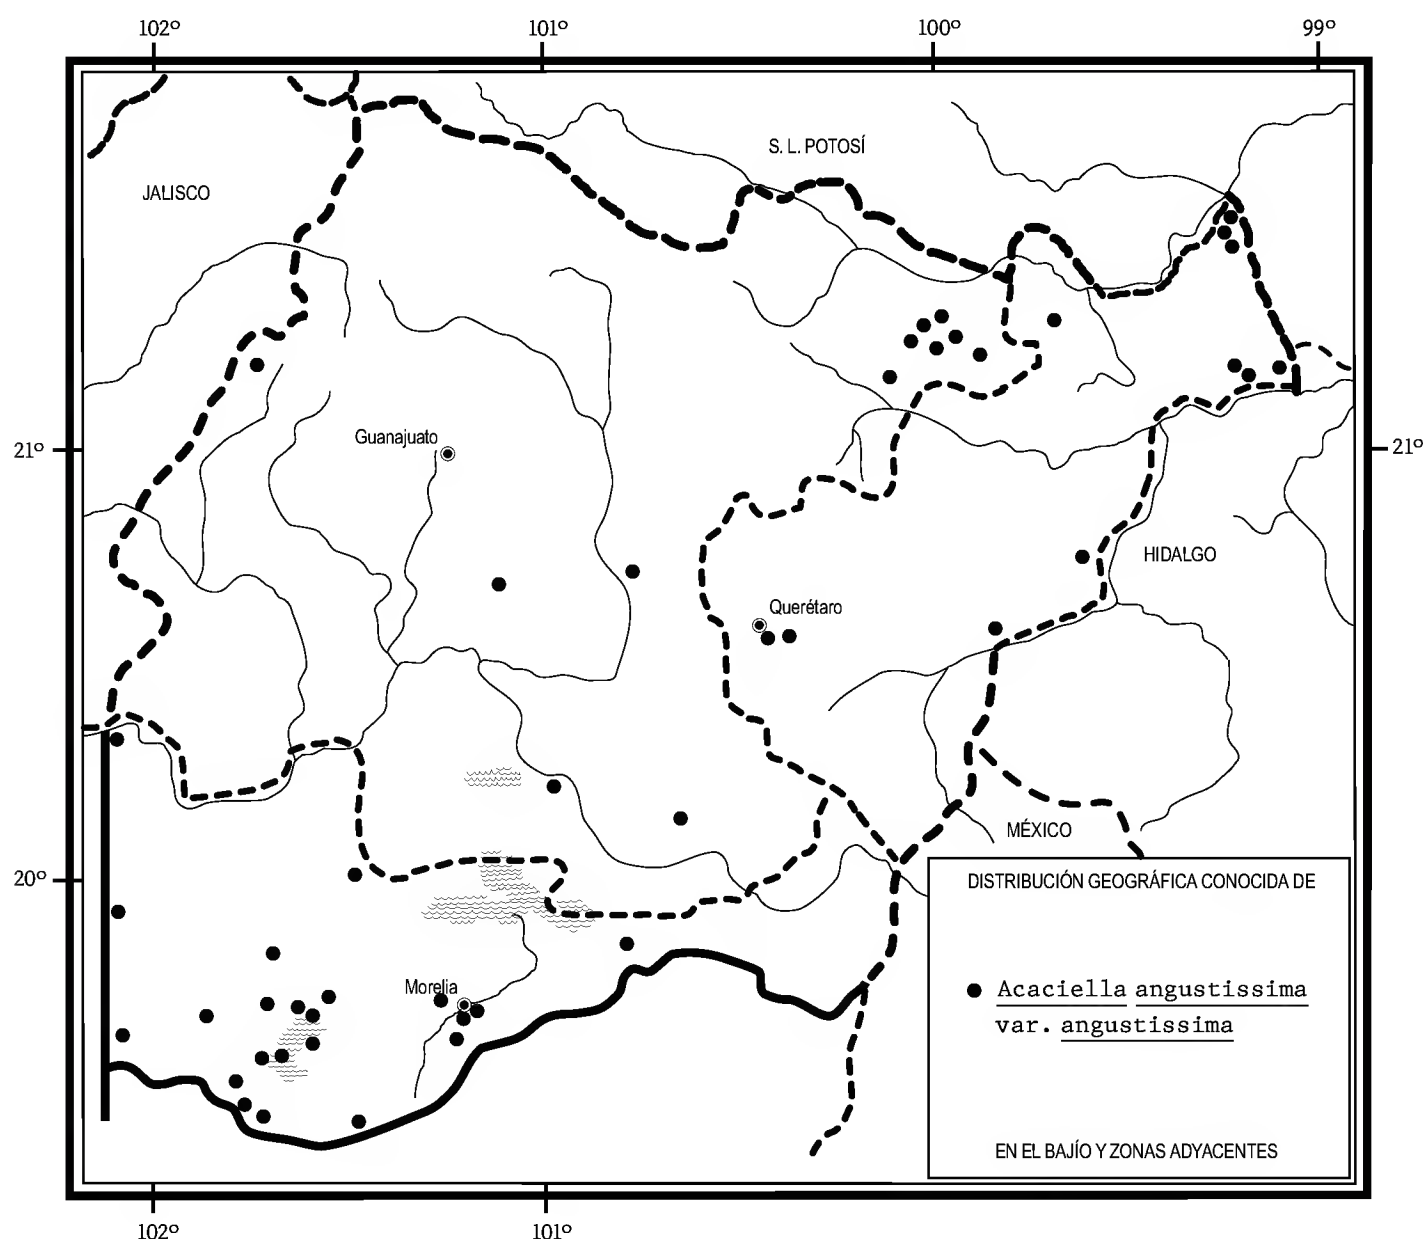 102º 101º 100º 99º
S. L. POTOSÍ
JALISCO
Guanajuato
21º 21º
HIDALGO
Querétaro
MÉXICO
20º
DISTRIBUCIÓN GEOGRÁFICA CONOCIDA DE
Morelia
Acaciella angustissima
var. angustissima
EN EL BAJÍO Y ZONAS ADYACENTES
102º 101º